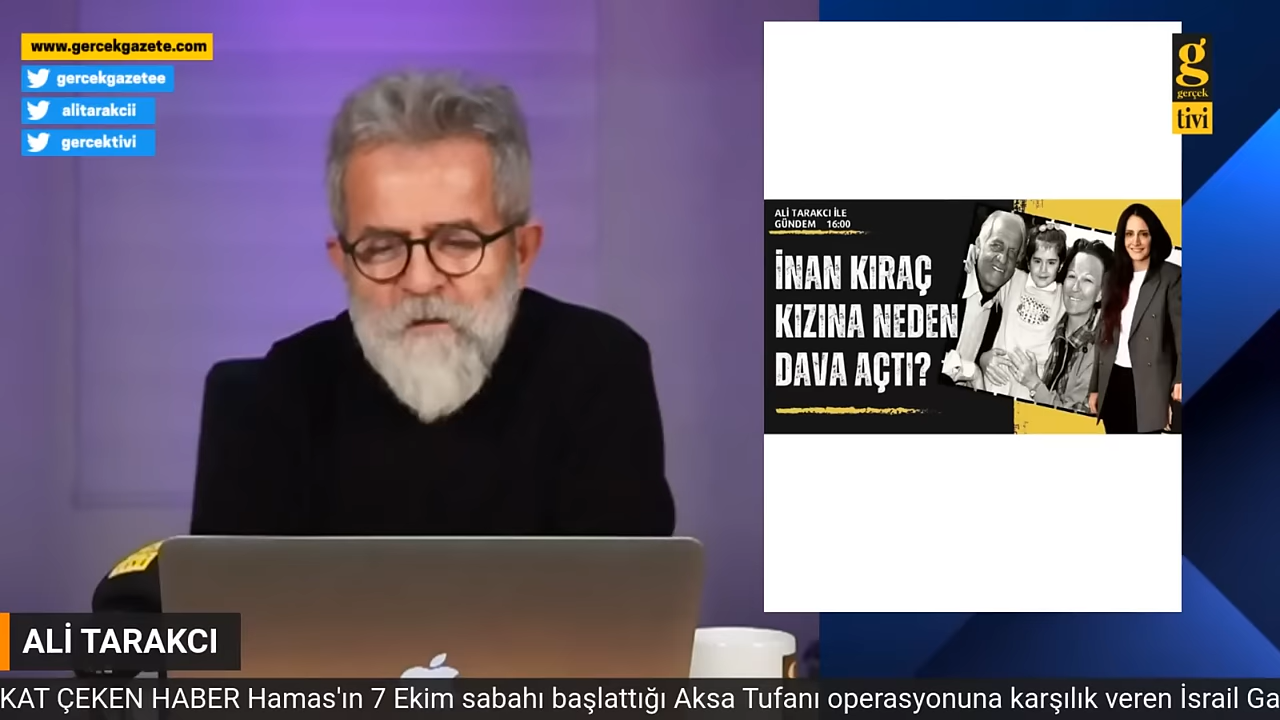 www.gercekgazete.com
gercekgazetee
alitarakcii
gercektivi
g
gerçek
tivi
ALİ TARAKCI İLE
GÜNDEM 16:00
İNAN KIRAÇ
KIZINA NEDEN
DAVA AÇTI?
ALİ TARAKCI
KAT ÇEKEN HABER Hamas'ın 7 Ekim sabahı başlattığı Aksa Tufanı operasyonuna karşılık veren İsrail Ga